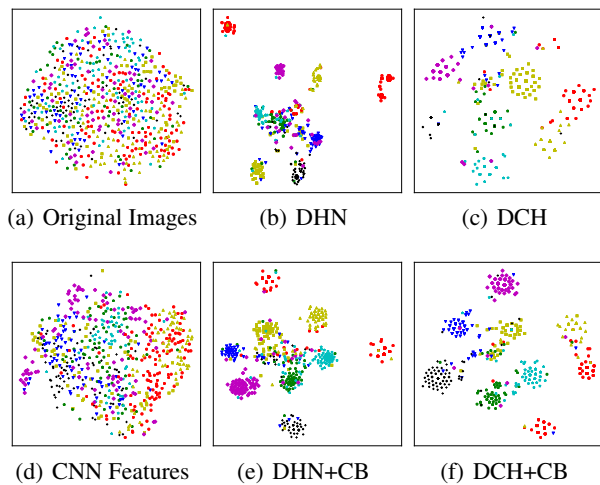 (a) Original Images
(b) DHN
(c) DCH
(d) CNN Features
(e) DHN+CB
(f) DCH+CB